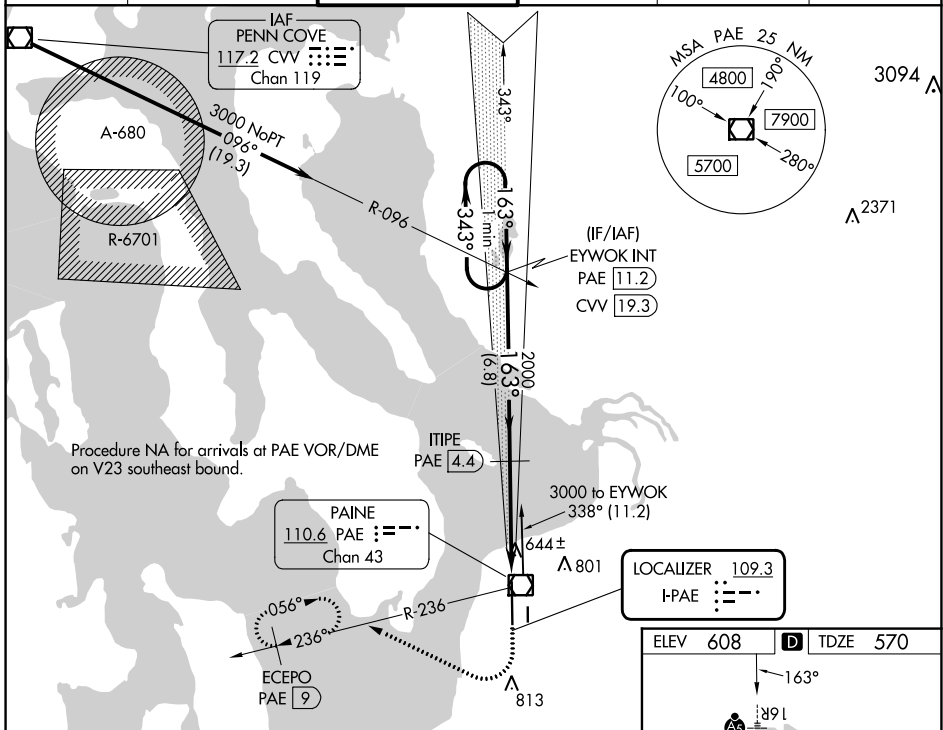 IAF
PENN COVE
117.2 CVV
Chan 119
A-680
R-6701
3000 NoPT
096°
(19.3)
R-096
343°
163°
343°
1 min
MSA PAE 25 NM
4800
190°
100°
7900
5700
280°
3094
2371
(IF/IAF)
EYWOK INT
PAE 11.2
CVV 19.3
2000
163°
(6.8)
Procedure NA for arrivals at PAE VOR/DME
on V23 southeast bound.
ITIPE
PAE 4.4
3000 to EYWOK
338° (11.2)
PAINE
110.6 PAE
Chan 43
644±
801
LOCALIZER 109.3
I-PAE
056°
236°
R-236
ECEPO
PAE 9
813
ELEV 608 D TDZE 570
163°
16R
A5